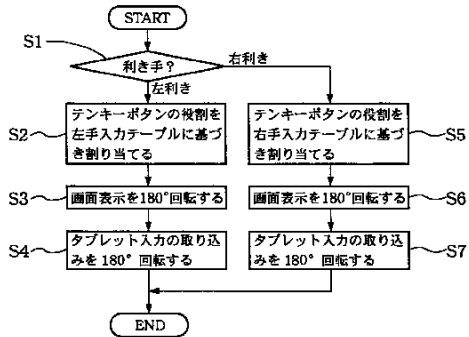 START
S1
利き手？
右利き
左利き
S2
テンキーボタンの役割を
左手入力テーブルに基づ
き割り当てる
テンキーボタンの役割を
右手入力テーブルに基づ
き割り当てる
S5
S3
画面表示を180°回転する
画面表示を180°回転する
S6
S4
タブレット入力の取り込
みを180°回転する
タブレット入力の取り込
みを180°回転する
S7
END